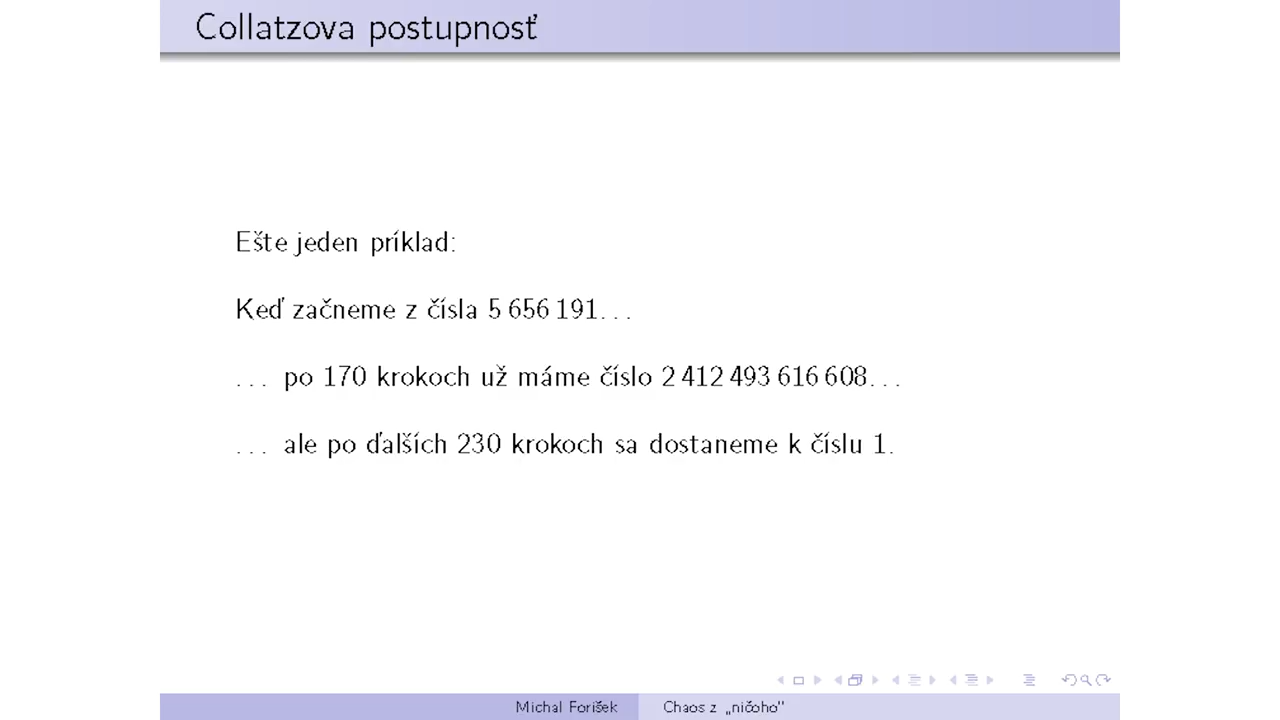 Collatzova postupnosť
Ešte jeden príklad:
Keď začneme z čísla 5 656 191...
... po 170 krokoch už máme číslo 2 412 493 616 608...
... ale po ďalších 230 krokoch sa dostaneme k číslu 1.
Michal Forišek Chaos z „ničoho“